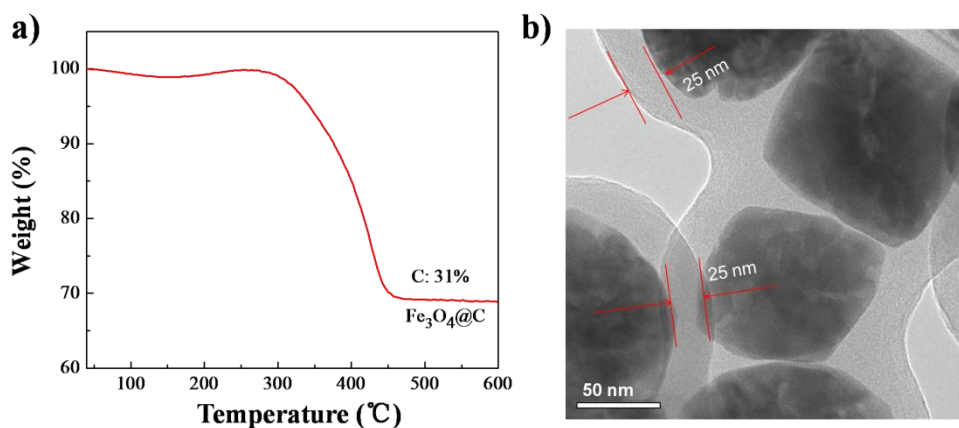 a)
100
90
80
70
60
Weight (%)
100
200
300
400
500
600
Temperature (℃)
C: 31%
Fe₃O₄@C
b)
25 nm
25 nm
50 nm